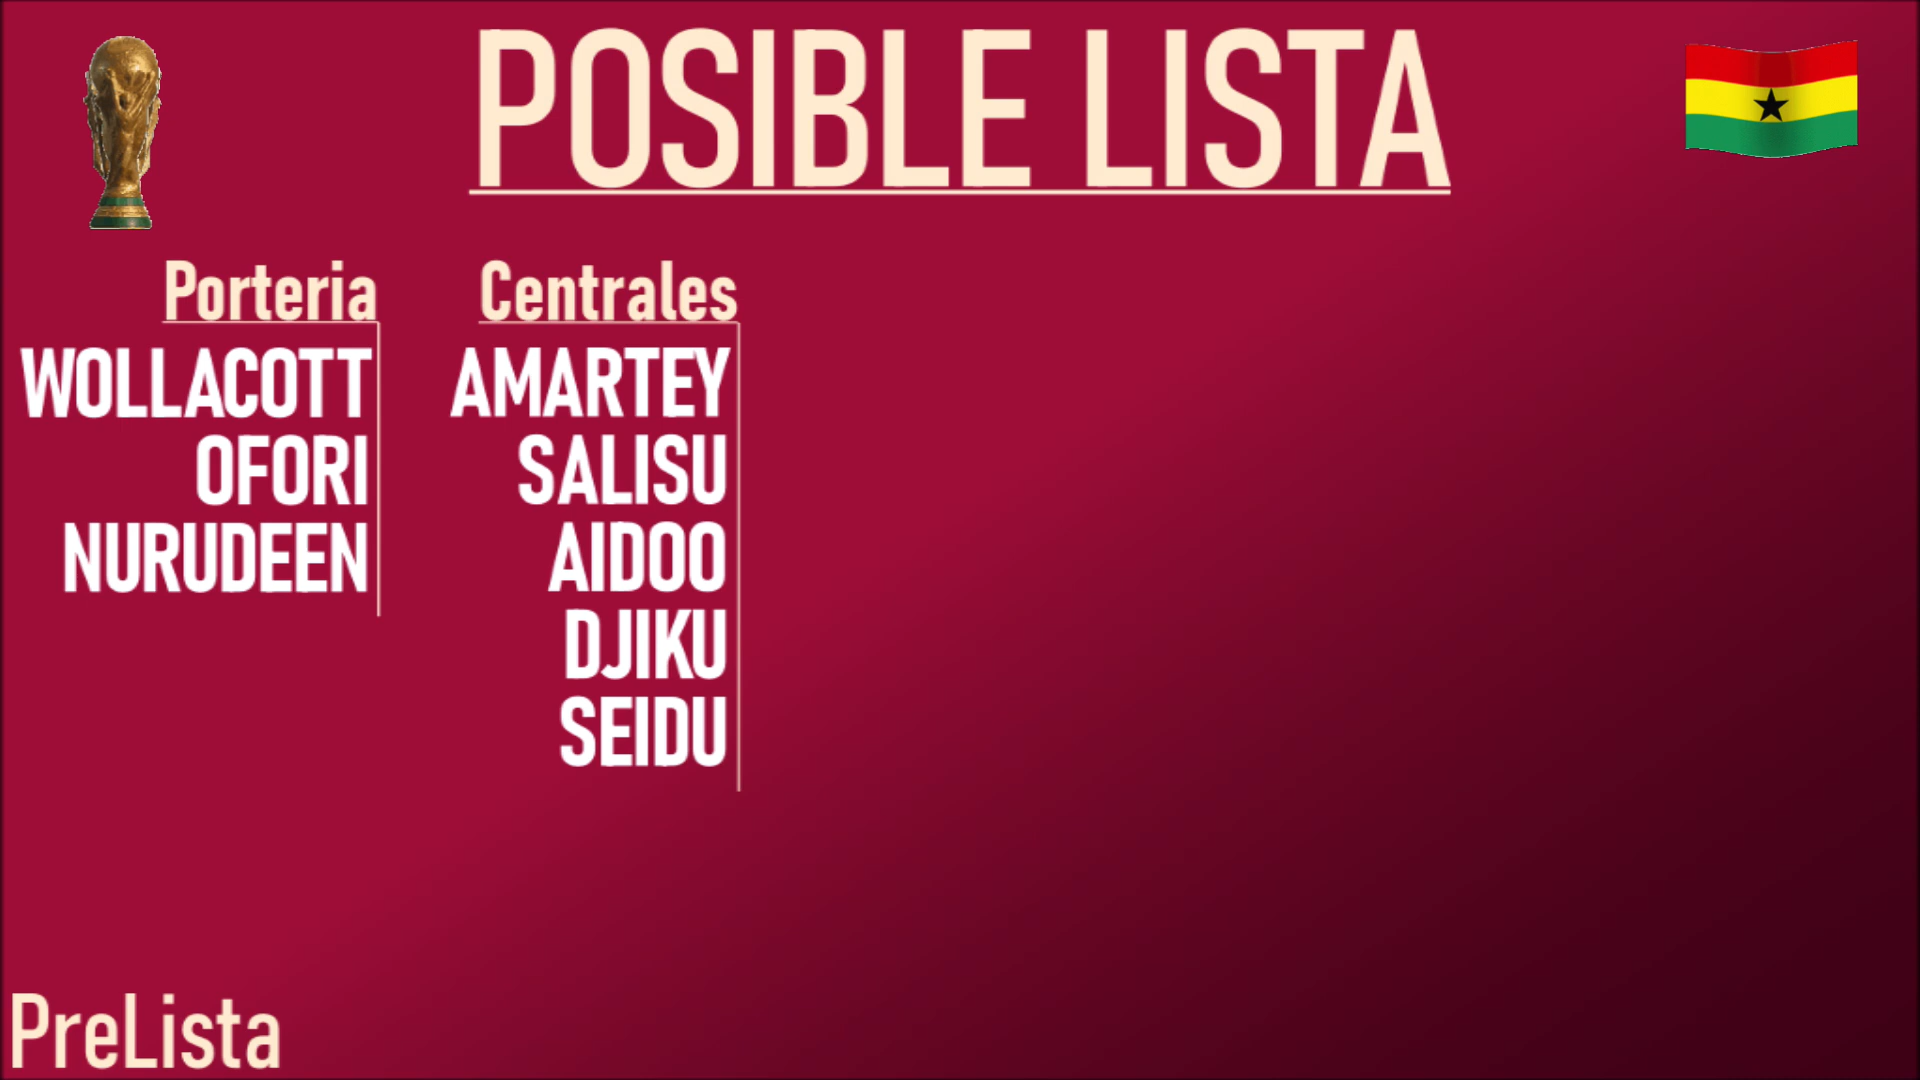 POSIBLE LISTA
Porteria
WOLLACOTT
OFORI
NURUDEEN
Centrales
AMARTEY
SALISU
AIDOO
DJIKU
SEIDU
PreLista